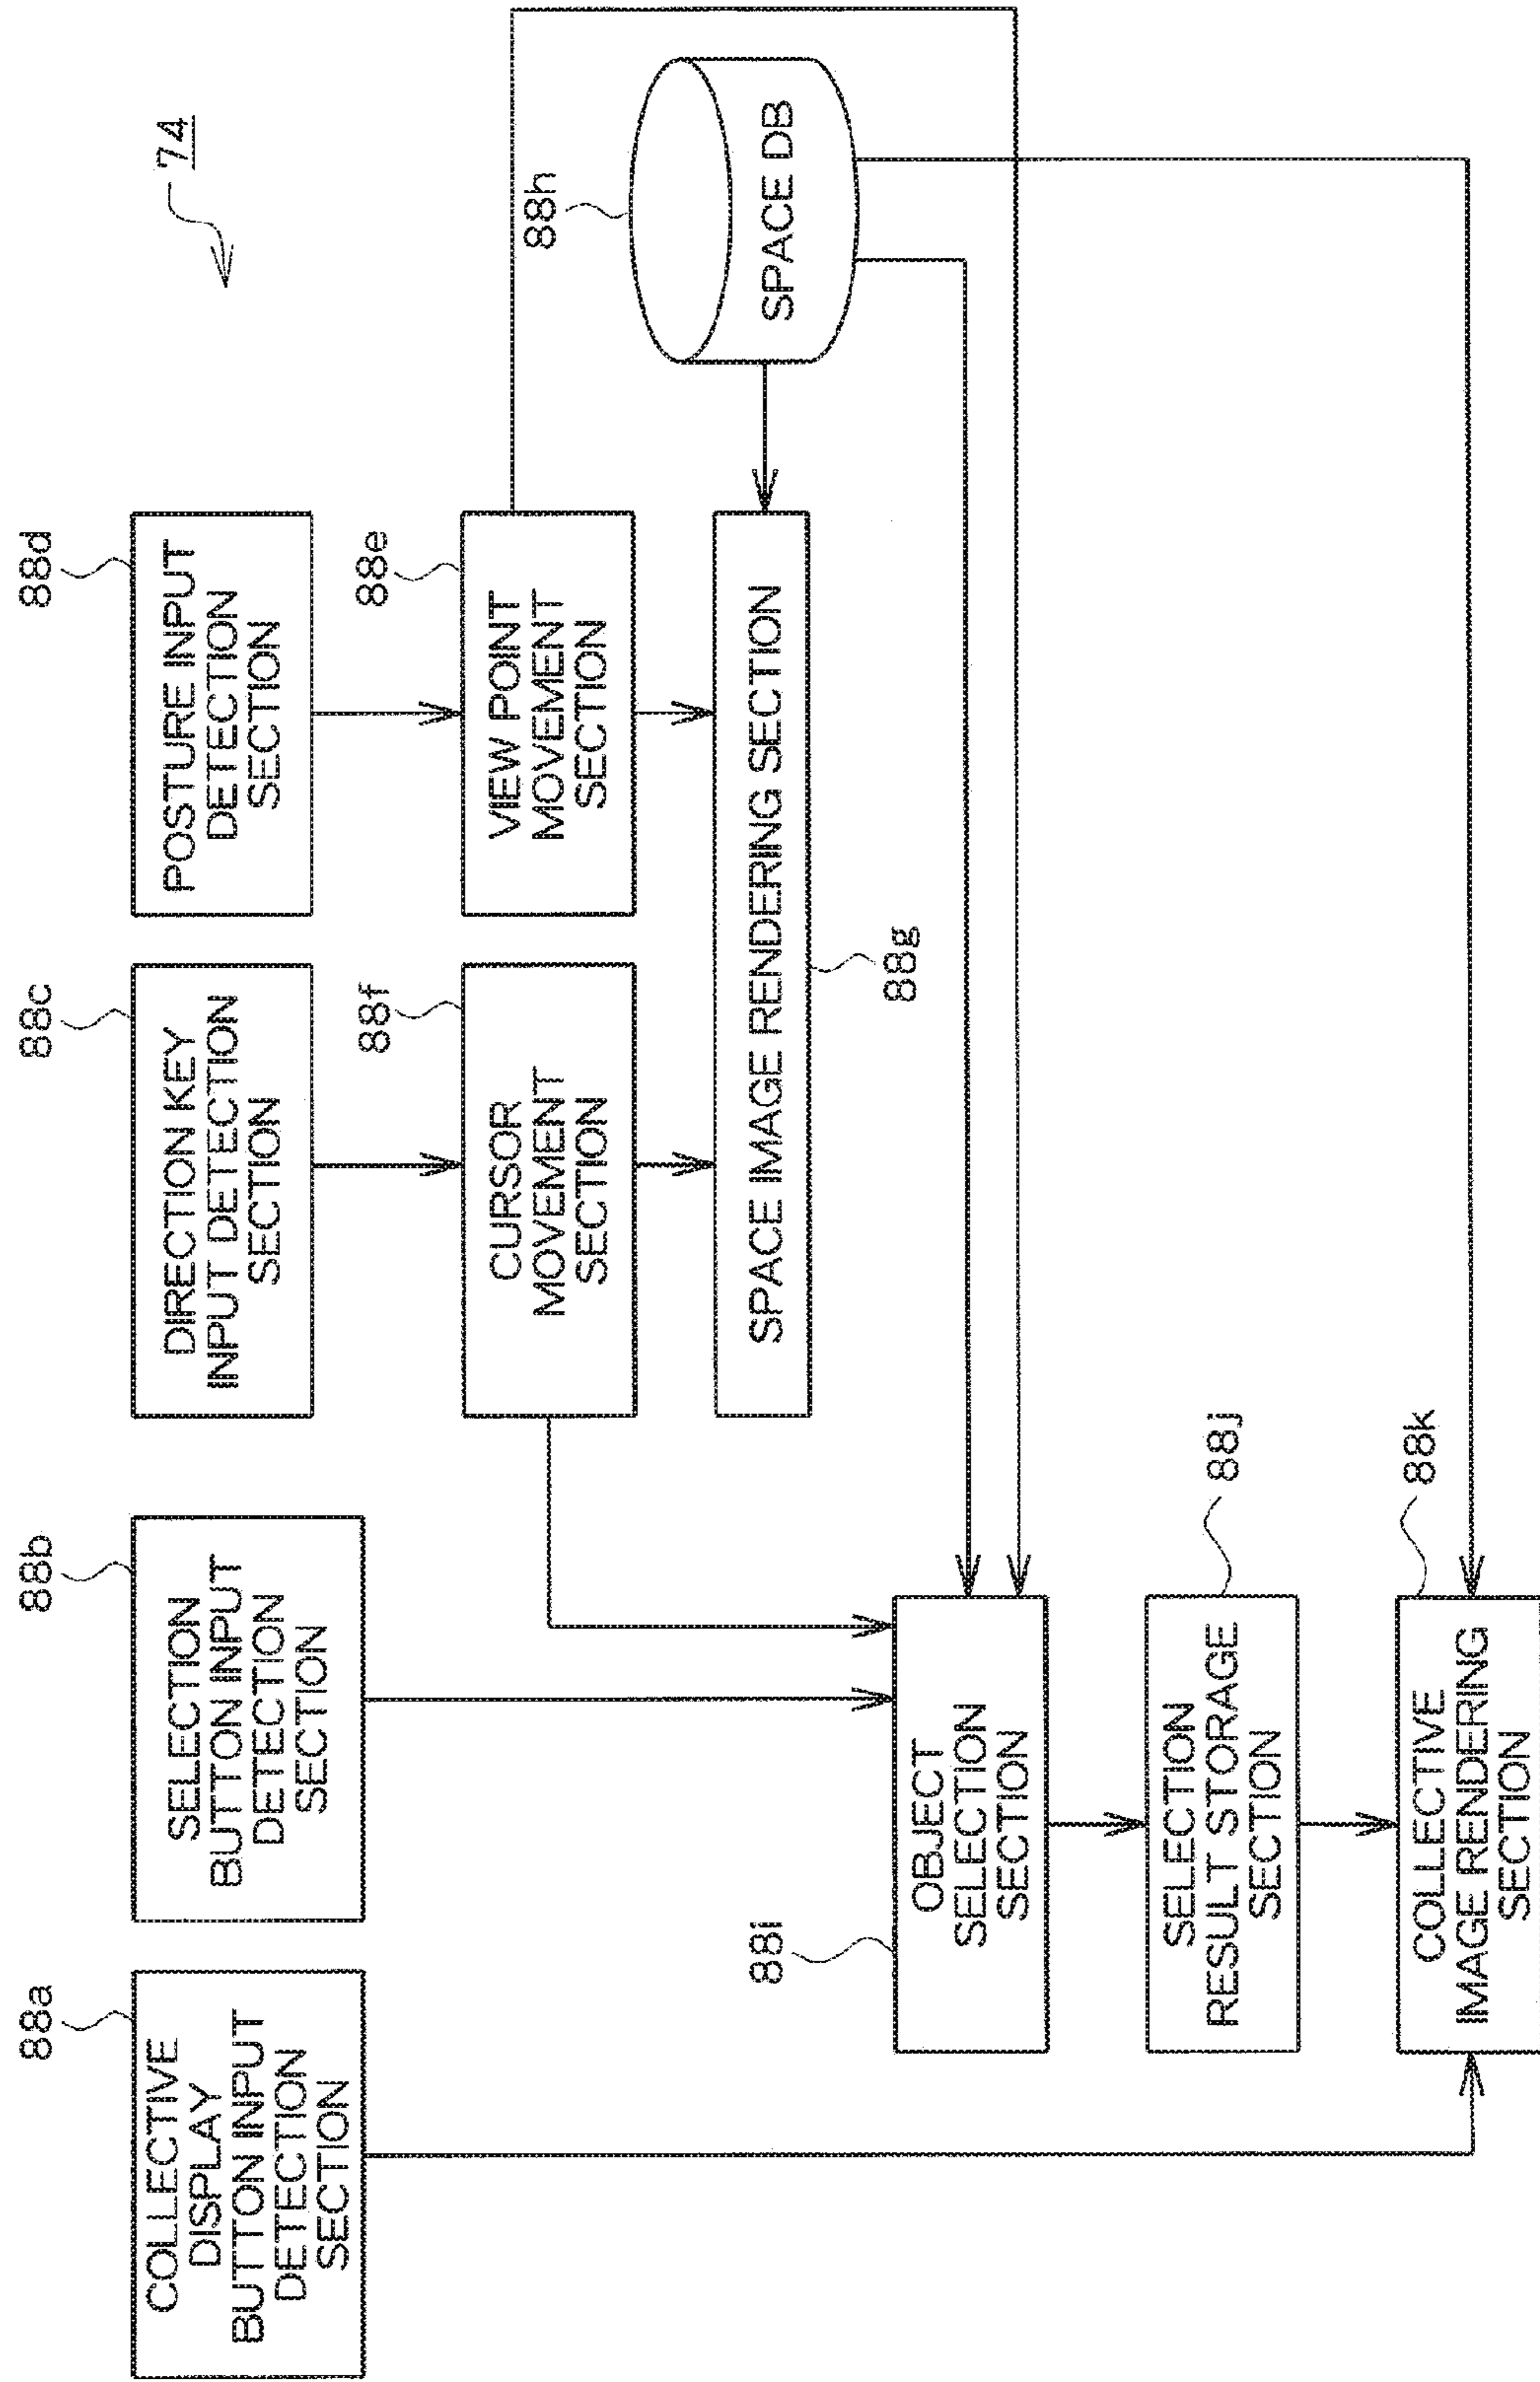 74
88a
COLLECTIVE
DISPLAY
BUTTON INPUT
DETECTION
SECTION
88b
SELECTION
BUTTON INPUT
DETECTION
SECTION
88c
DIRECTION KEY
INPUT DETECTION
SECTION
88d
POSTURE INPUT
DETECTION
SECTION
88f
CURSOR
MOVEMENT
SECTION
88e
VIEW POINT
MOVEMENT
SECTION
88h
SPACE DB
SPACE IMAGE RENDERING SECTION
88g
88i
OBJECT
SELECTION
SECTION
SELECTION
RESULT STORAGE
SECTION
88j
COLLECTIVE
IMAGE RENDERING
SECTION
88k